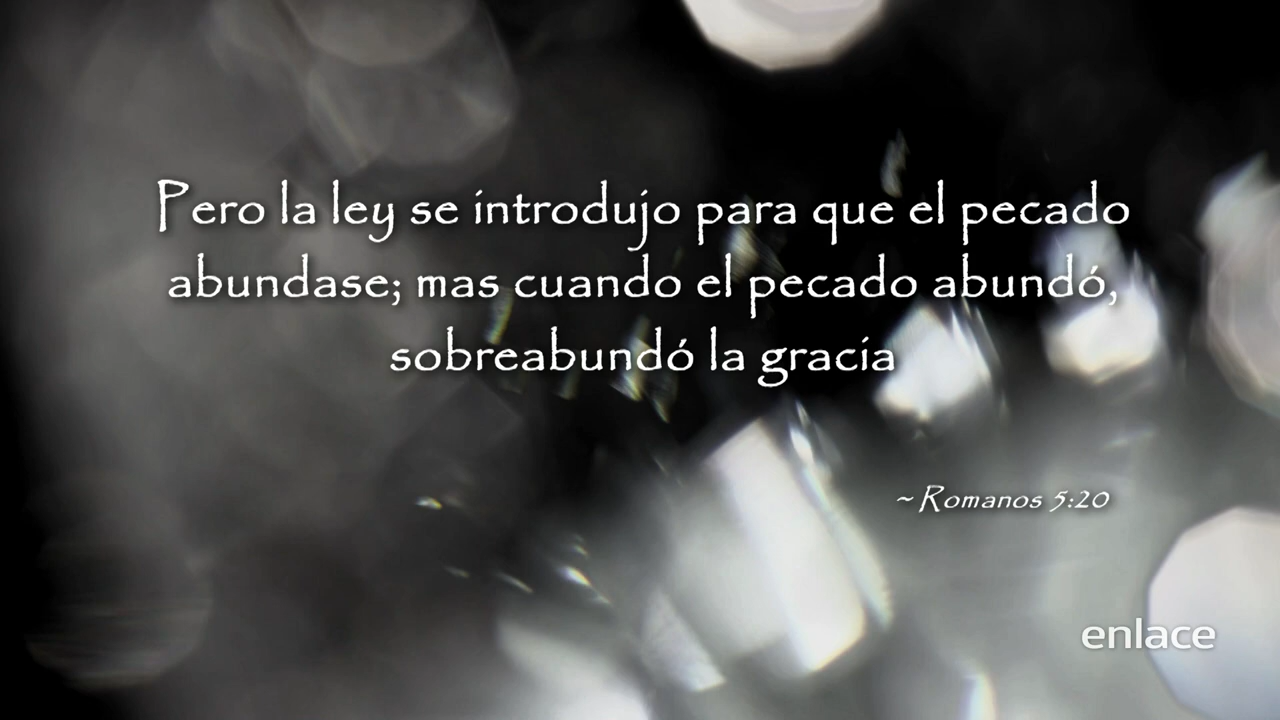 Pero la ley se introdujo para que el pecado
abundase; mas cuando el pecado abundó,
sobreabundó la gracia
~ Romanos 5:20
enlace